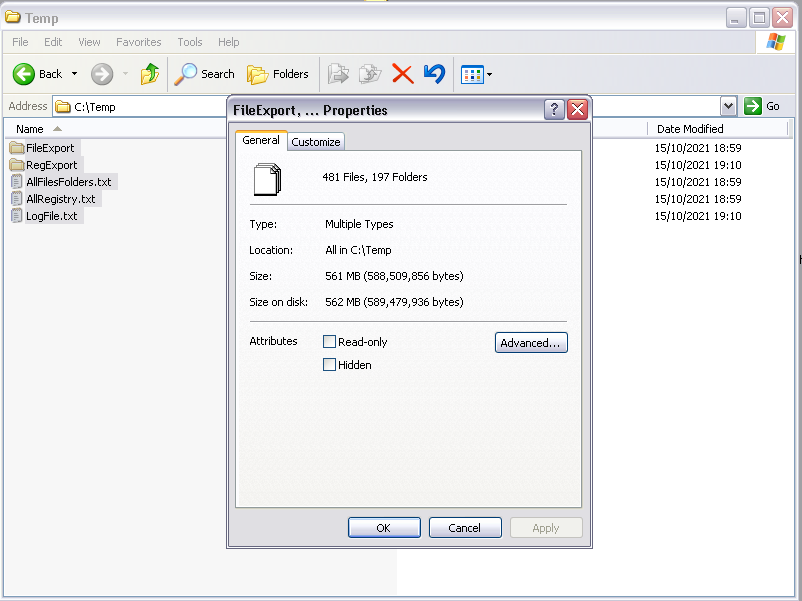 Temp
File Edit View Favorites Tools Help
Back Search Folders
Address C:\Temp Go
Name Date Modified
FileExport 15/10/2021 18:59
RegExport 15/10/2021 19:10
AllFilesFolders.txt 15/10/2021 18:59
AllRegistry.txt 15/10/2021 18:59
LogFile.txt 15/10/2021 19:10
FileExport, ... Properties
General Customize
481 Files, 197 Folders
Type: Multiple Types
Location: All in C:\Temp
Size: 561 MB (588,509,856 bytes)
Size on disk: 562 MB (589,479,936 bytes)
Attributes Read-only Advanced...
Hidden
OK Cancel Apply